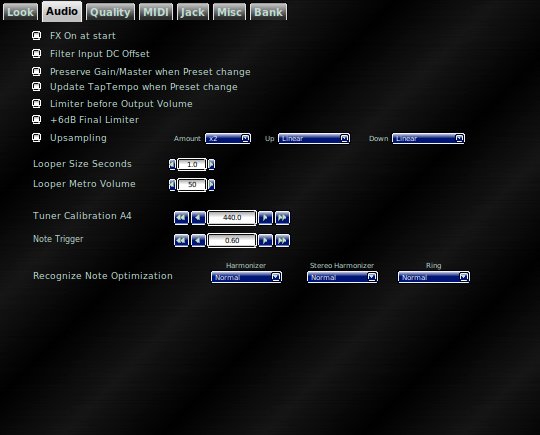 Look Audio Quality MIDI Jack Misc Bank
FX On at start
Filter Input DC Offset
Preserve Gain/Master when Preset change
Update TapTempo when Preset change
Limiter before Output Volume
+6dB Final Limiter
Upsampling Amount x2 Up Linear Down Linear
Looper Size Seconds 1.0
Looper Metro Volume 50
Tuner Calibration A4 440.0
Note Trigger 0.60
Harmonizer Stereo Harmonizer Ring
Recognize Note Optimization Normal Normal Normal